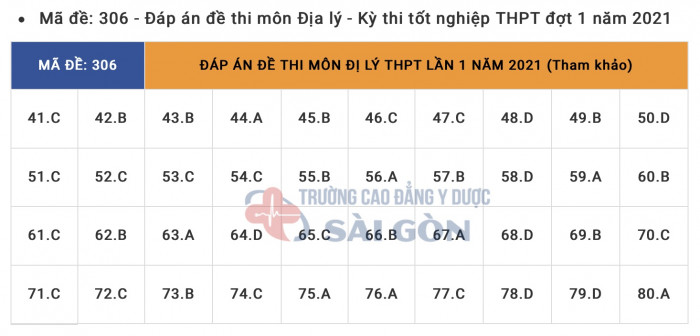 • Mã đề: 306 - Đáp án đề thi môn Địa lý - Kỳ thi tốt nghiệp THPT đợt 1 năm 2021
MÃ ĐỀ: 306 ĐÁP ÁN ĐỀ THI MÔN ĐỊ LÝ THPT LẦN 1 NĂM 2021 (Tham khảo)
41.C 42.B 43.B 44.A 45.B 46.C 47.C 48.D 49.B 50.D
51.C 52.C 53.C 54.C 55.B 56.A 57.B 58.D 59.A 60.B
TRƯỜNG CAO ĐẲNG Y DƯỢC
SÀI GÒN
61.C 62.B 63.A 64.D 65.C 66.B 67.A 68.D 69.B 70.C
71.C 72.C 73.B 74.C 75.A 76.A 77.C 78.D 79.D 80.A